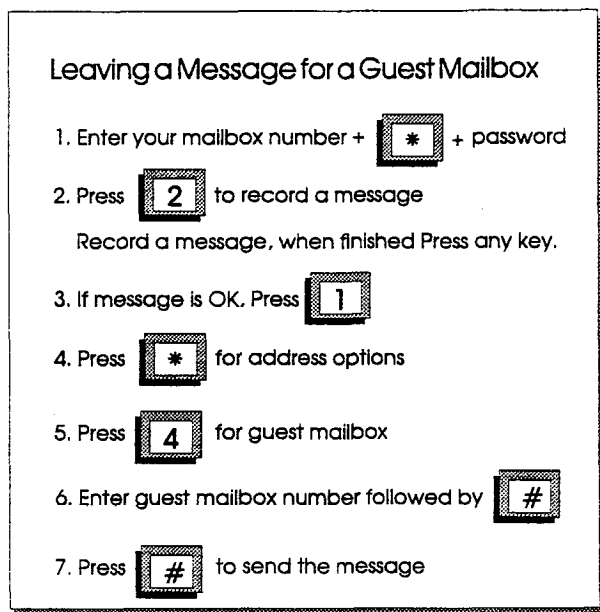 Leaving a Message for a Guest Mailbox
1. Enter your mailbox number + * + password
2. Press 2 to record a message
Record a message, when finished Press any key.
3. If message is OK. Press 1
4. Press * for address options
5. Press 4 for guest mailbox
6. Enter guest mailbox number followed by #
7. Press # to send the message